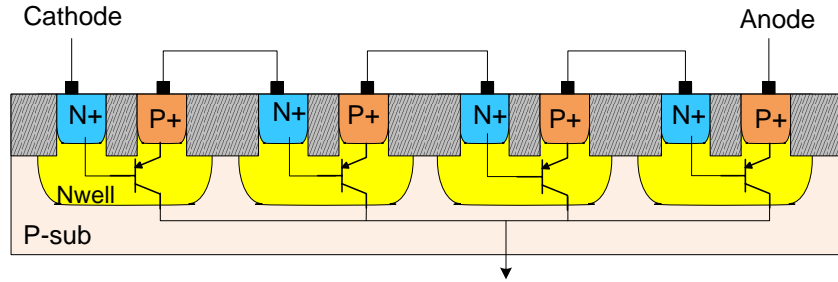 Cathode Anode
N+ P+ N+ P+ N+ P+ N+ P+
Nwell
P-sub